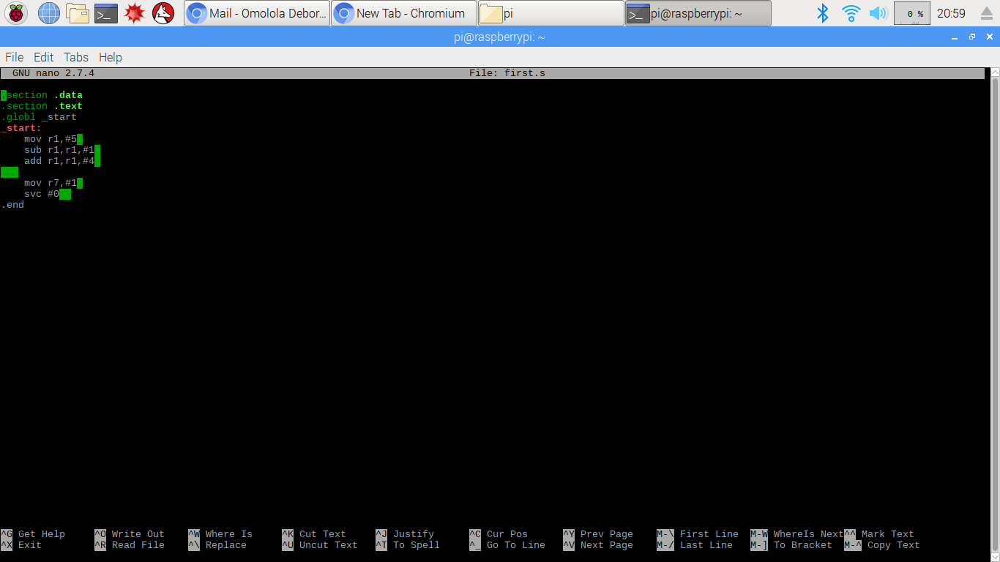 Mail - Omolola Debor... New Tab - Chromium pi pi@raspberrypi: ~ 0 % 20:59
pi@raspberrypi: ~
File Edit Tabs Help
GNU nano 2.7.4 File: first.s
.section .data
.section .text
.globl _start
_start:
    mov r1,#5
    sub r1,r1,#1
    add r1,r1,#4
    mov r7,#1
    svc #0
.end
^G Get Help ^O Write Out ^W Where Is ^K Cut Text ^J Justify ^C Cur Pos ^Y Prev Page M-\ First Line M-W WhereIs Next ^^ Mark Text
^X Exit ^R Read File ^\ Replace ^U Uncut Text ^T To Spell ^_ Go To Line ^V Next Page M-/ Last Line M-] To Bracket M-^ Copy Text